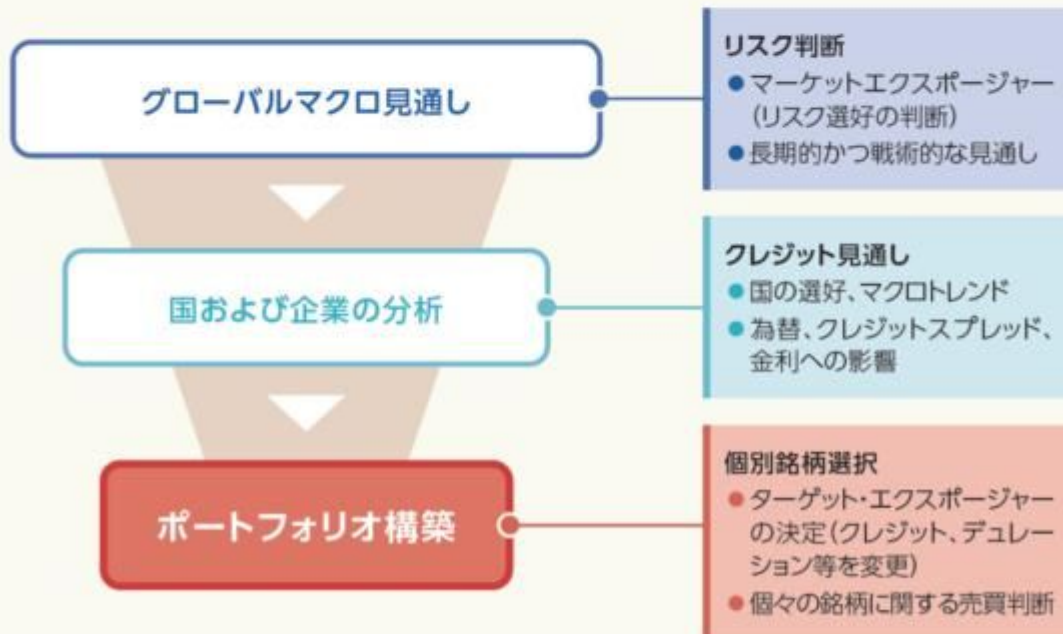 グローバルマクロ見通し
リスク判断
●マーケットエクスポージャー
(リスク選好の判断)
●長期的かつ戦術的な見通し
国および企業の分析
クレジット見通し
●国の選好、マクロトレンド
●為替、クレジットスプレッド、
金利への影響
ポートフォリオ構築
個別銘柄選択
●ターゲット・エクスポージャー
の決定(クレジット、デュレー
ション等を変更)
●個々の銘柄に関する売買判断